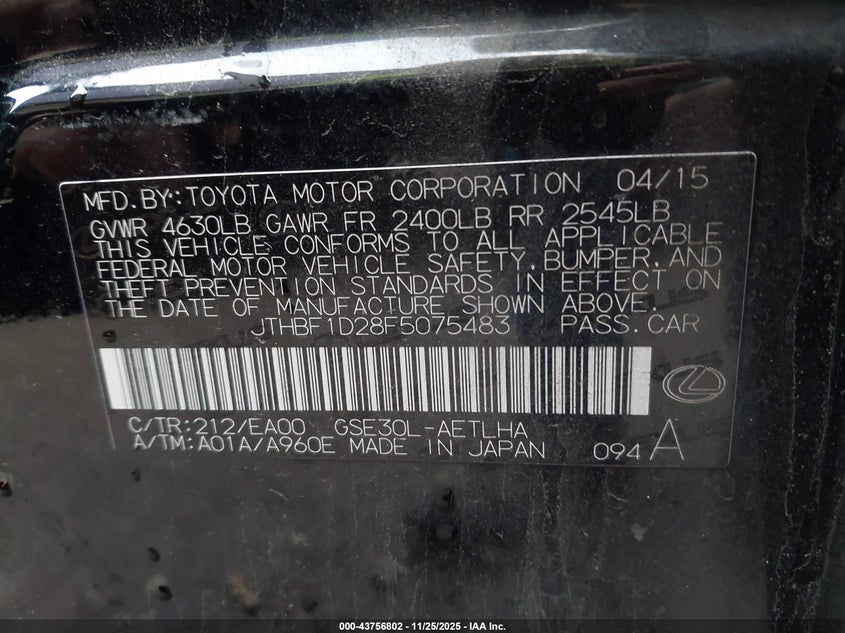 MFD.BY: TOYOTA MOTOR CORPORATION 04/15
GVWR 4630LB GAWR FR 2400LB RR 2545LB
THIS VEHICLE CONFORMS TO ALL APPLICABLE
FEDERAL MOTOR VEHICLE SAFETY,BUMPER,AND
THEFT PREVENTION STANDARDS IN EFFECT ON
THE DATE OF MANUFACTURE SHOWN ABOVE.
JTHBF1D28F5075483 PASS.CAR
C/TR:212/EA00 GSE30L-AETLHA
A/TM:A01A/A960E MADE IN JAPAN 094 A
000-43756802 - 11/25/2025 - IAA Inc.